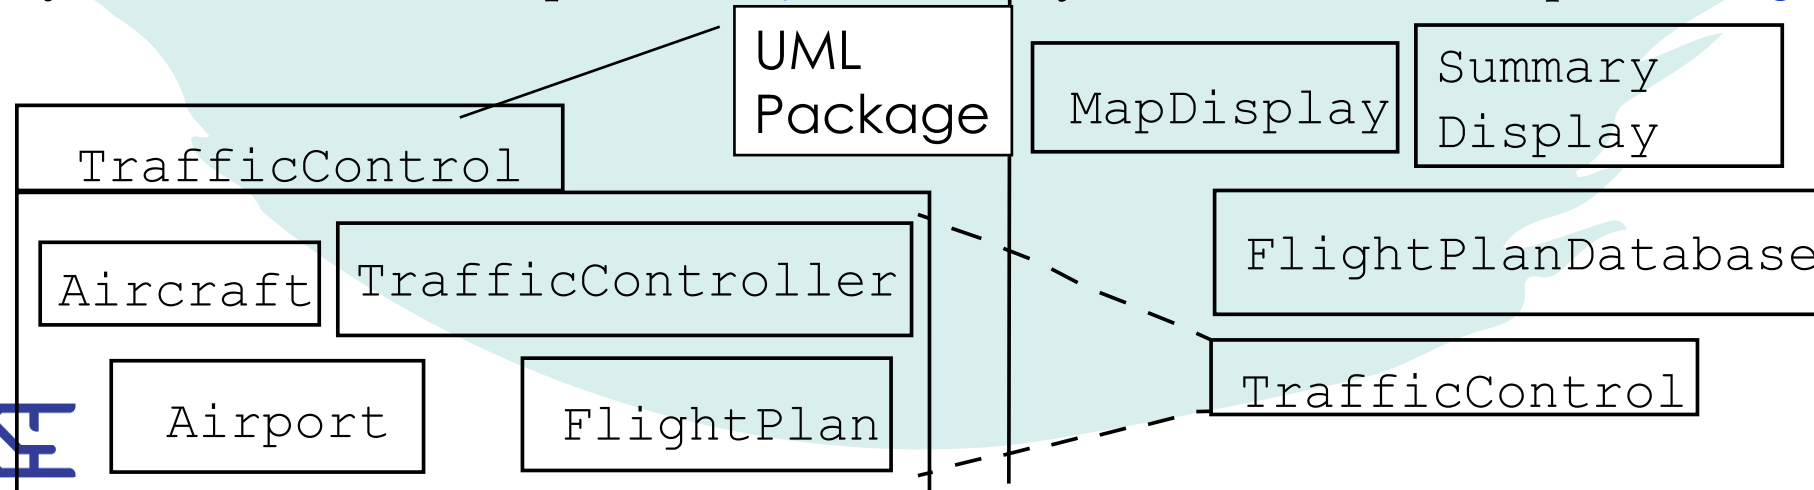 UML
Package
MapDisplay
Summary
Display
TrafficControl
Aircraft
TrafficController
FlightPlanDatabase
Airport
FlightPlan
TrafficControl